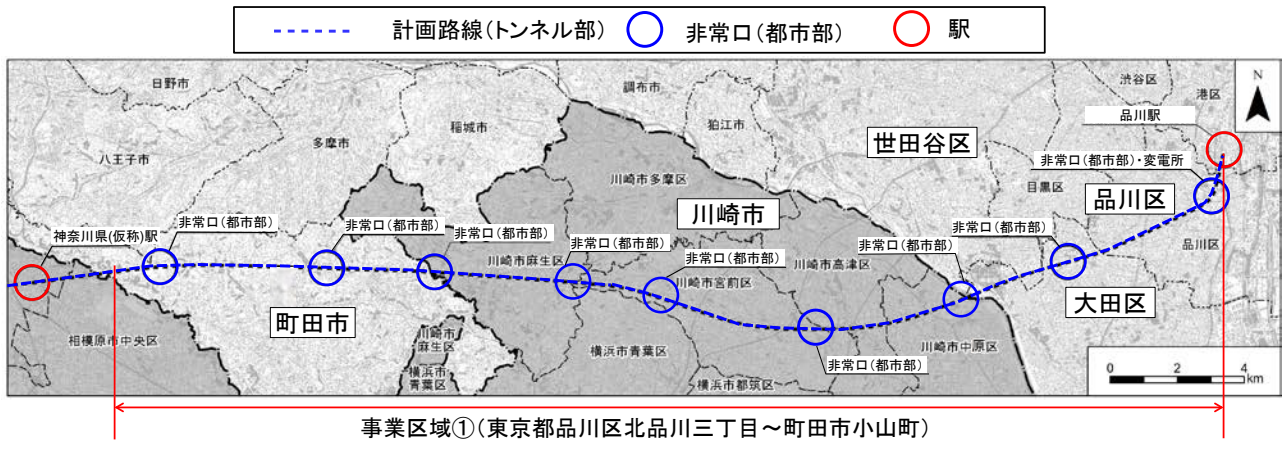 計画路線(トンネル部) 非常口(都市部) 駅
日野市
調布市
渋谷区
港区
N
稲城市
狛江市
品川駅
多摩市
世田谷区
八王子市
非常口(都市部)・変電所
川崎市多摩区
目黒区
品川区
川崎市
神奈川県(仮称)駅
非常口(都市部)
非常口(都市部)
非常口(都市部)
非常口(都市部)
非常口(都市部)
非常口(都市部)
非常口(都市部)
品川区
川崎市麻生区
川崎市高津区
川崎市宮前区
大田区
町田市
相模原市中央区
川崎市
麻生区
横浜市
青葉区
横浜市青葉区
川崎市中原区
非常口(都市部)
横浜市都筑区
0 2 4
km
事業区域①(東京都品川区北品川三丁目～町田市小山町)